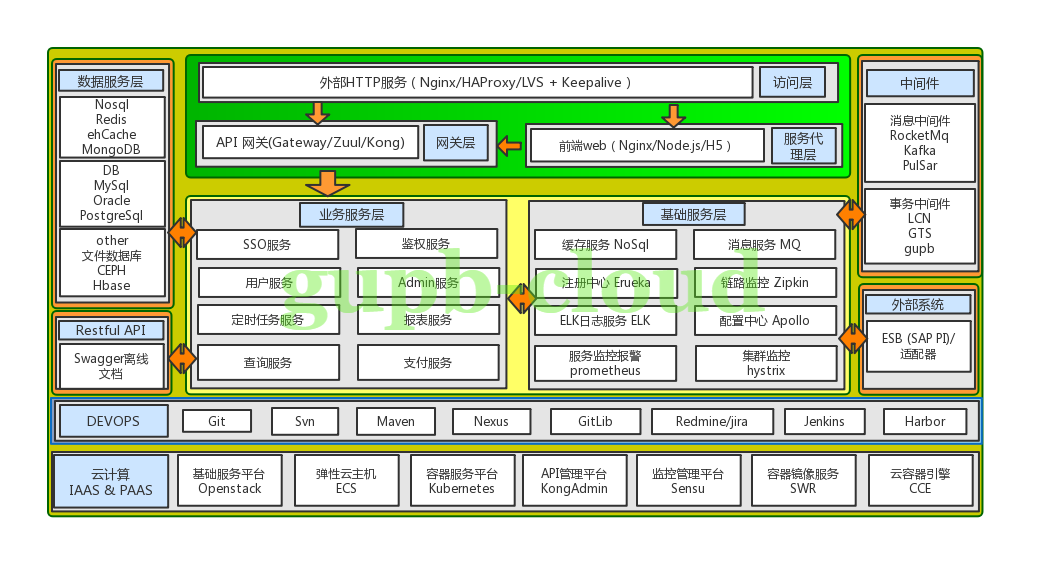 数据服务层
Nosql
Redis
ehCache
MongoDB
DB
MySql
Oracle
PostgreSql
other
文件数据库
CEPH
Hbase
Restful API
Swagger离线
文档
外部HTTP服务 ( Nginx/HAProxy/LVS + Keepalive )
访问层
API 网关(Gateway/Zuul/Kong)
网关层
前端web ( Nginx/Node.js/H5 )
服务代
理层
业务服务层
SSO服务
鉴权服务
用户服务
Admin服务
定时任务服务
报表服务
查询服务
支付服务
基础服务层
缓存服务 NoSql
消息服务 MQ
注册中心 Erueka
链路监控 Zipkin
ELK日志服务 ELK
配置中心 Apollo
服务监控报警
prometheus
集群监控
hystrix
gupb-cloud
中间件
消息中间件
RocketMq
Kafka
PulSar
事务中间件
LCN
GTS
gupb
外部系统
ESB (SAP PI)/
适配器
DEVOPS
Git
Svn
Maven
Nexus
GitLib
Redmine/jira
Jenkins
Harbor
云计算
IAAS & PAAS
基础服务平台
Openstack
弹性云主机
ECS
容器服务平台
Kubernetes
API管理平台
KongAdmin
监控管理平台
Sensu
容器镜像服务
SWR
云容器引擎
CCE